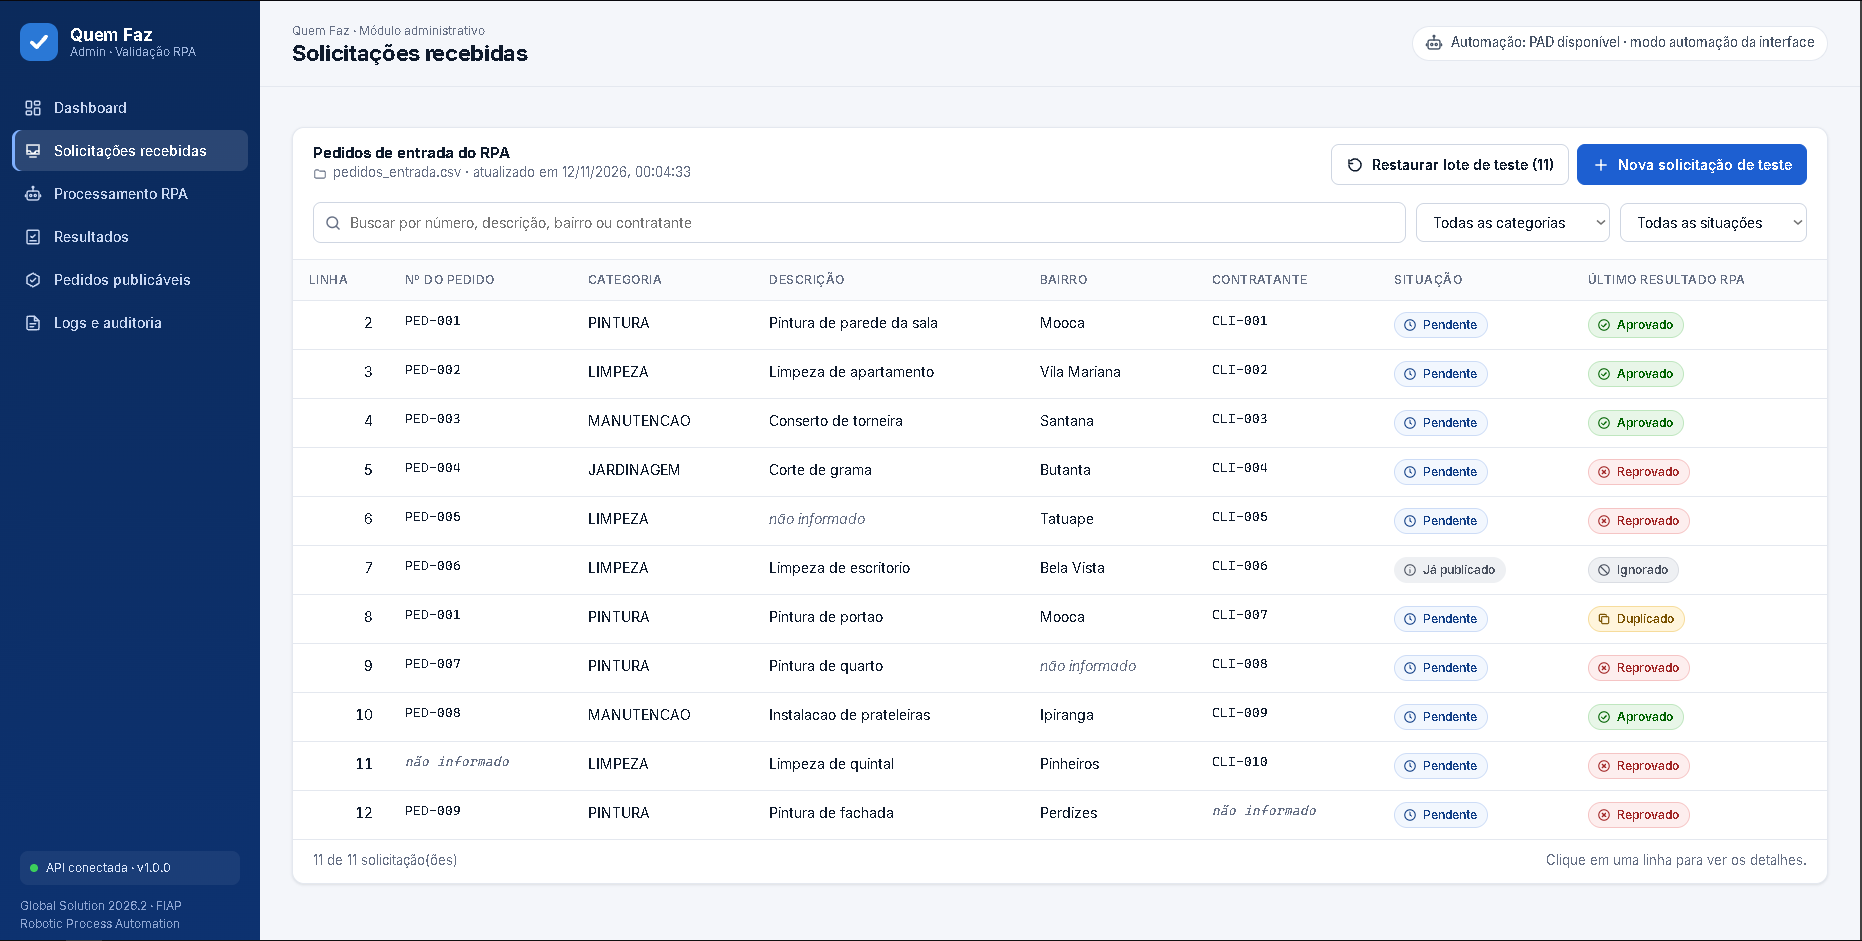 Quem Faz
Admin · Validação RPA
Dashboard
Solicitações recebidas
Processamento RPA
Resultados
Pedidos publicáveis
Logs e auditoria
API conectada · v1.0.0
Global Solution 2026.2 · FIAP
Robotic Process Automation
Quem Faz · Módulo administrativo
Solicitações recebidas
Automação: PAD disponível · modo automação da interface
Pedidos de entrada do RPA
pedidos_entrada.csv · atualizado em 12/11/2026, 00:04:33
Restaurar lote de teste (11)
Nova solicitação de teste
Buscar por número, descrição, bairro ou contratante
Todas as categorias
Todas as situações
LINHA Nº DO PEDIDO CATEGORIA DESCRIÇÃO BAIRRO CONTRATANTE SITUAÇÃO ÚLTIMO RESULTADO RPA
2 PED-001 PINTURA Pintura de parede da sala Mooca CLI-001 Pendente Aprovado
3 PED-002 LIMPEZA Limpeza de apartamento Vila Mariana CLI-002 Pendente Aprovado
4 PED-003 MANUTENCAO Conserto de torneira Santana CLI-003 Pendente Aprovado
5 PED-004 JARDINAGEM Corte de grama Butanta CLI-004 Pendente Reprovado
6 PED-005 LIMPEZA não informado Tatuape CLI-005 Pendente Reprovado
7 PED-006 LIMPEZA Limpeza de escritorio Bela Vista CLI-006 Já publicado Ignorado
8 PED-001 PINTURA Pintura de portao Mooca CLI-007 Pendente Duplicado
9 PED-007 PINTURA Pintura de quarto não informado CLI-008 Pendente Reprovado
10 PED-008 MANUTENCAO Instalacao de prateleiras Ipiranga CLI-009 Pendente Aprovado
11 não informado LIMPEZA Limpeza de quintal Pinheiros CLI-010 Pendente Reprovado
12 PED-009 PINTURA Pintura de fachada Perdizes não informado Pendente Reprovado
11 de 11 solicitação(ões)
Clique em uma linha para ver os detalhes.